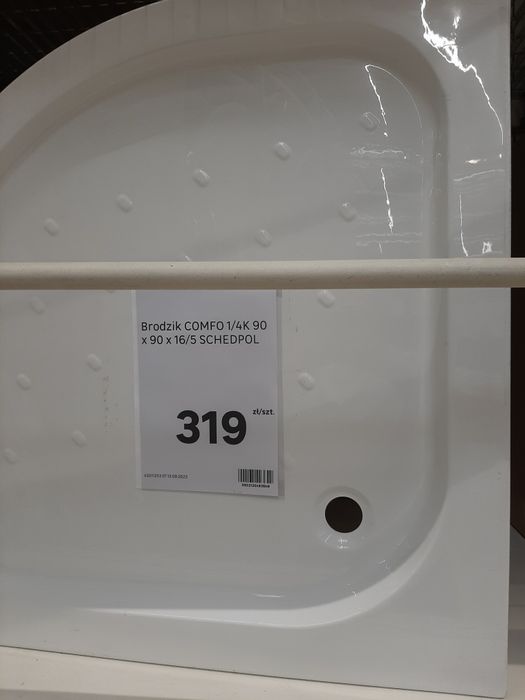 Brodzik COMFO 1/4K 90
x 90 x 16/5 SCHEDPOL
319 zł/szt.